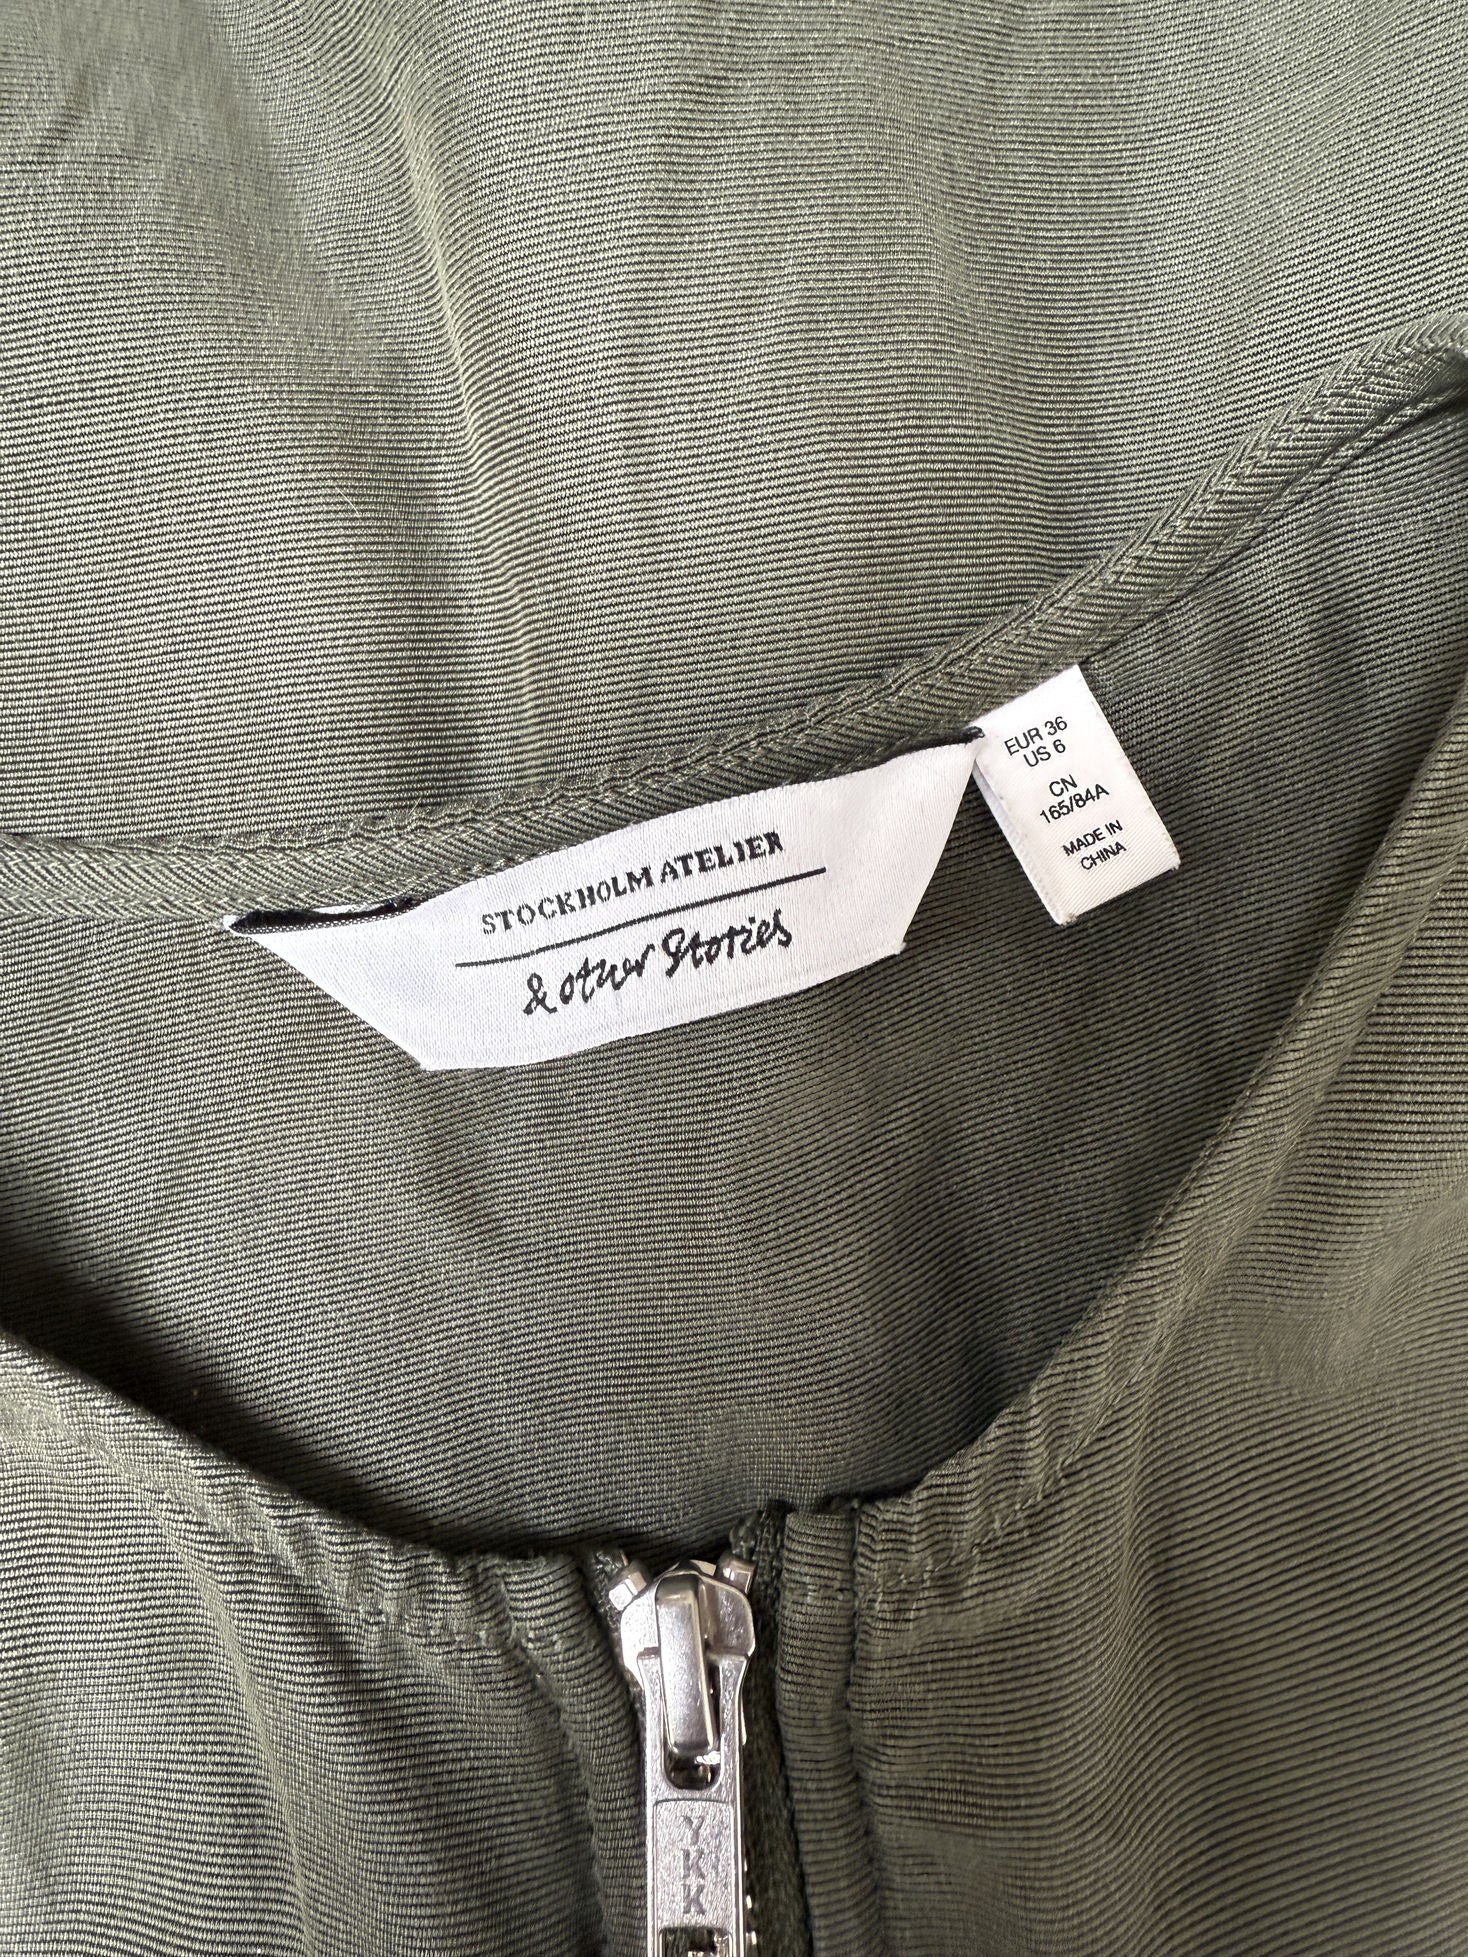 STOCKHOLM ATELIER
& other Stories
EUR 36
US 6
CN
165/84A
MADE IN
CHINA
YKK